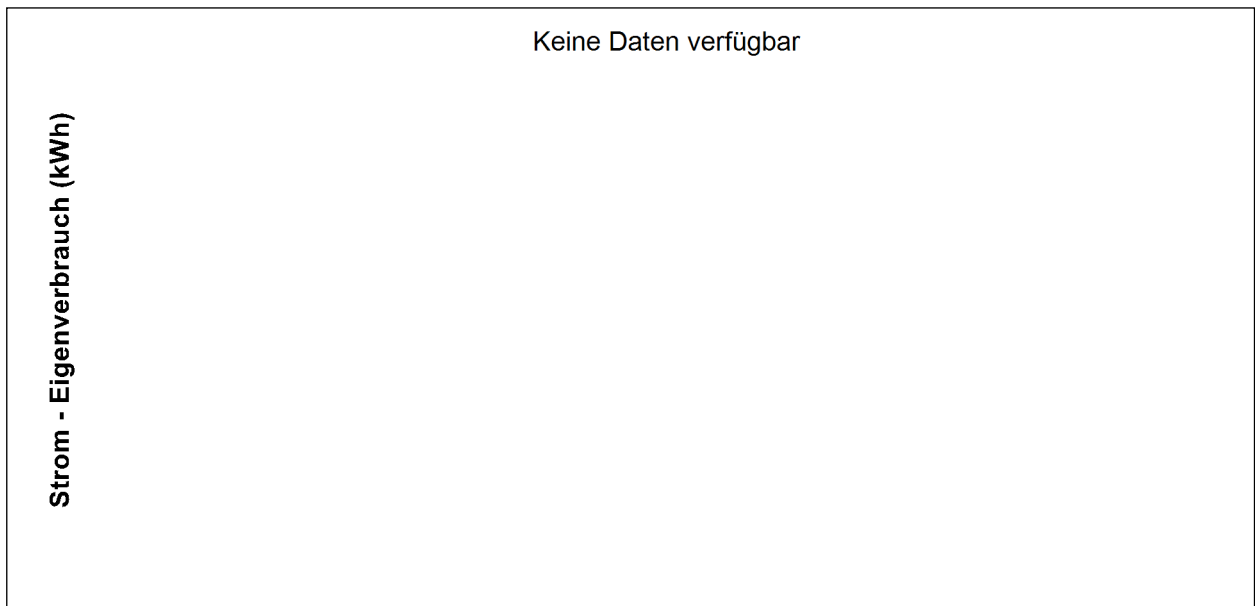 Keine Daten verfügbar
Strom - Eigenverbrauch (kWh)